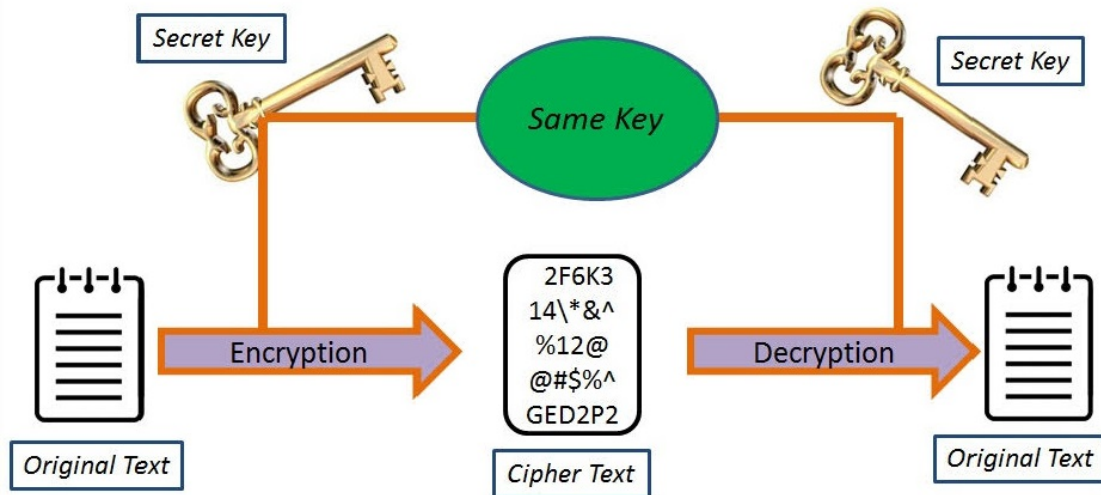 Secret Key
Secret Key
Same Key
2F6K3
14\*&^
%12@
@#$%^
GED2P2
Encryption
Decryption
Original Text
Cipher Text
Original Text